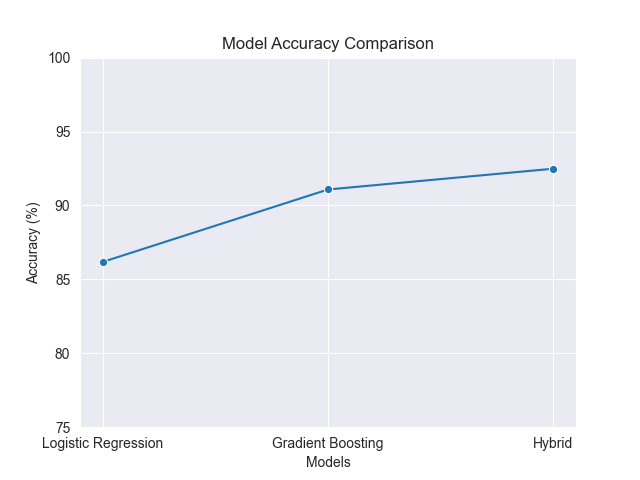 Model Accuracy Comparison
100
95
90
85
80
75
Accuracy (%)
Logistic Regression Gradient Boosting Hybrid
Models